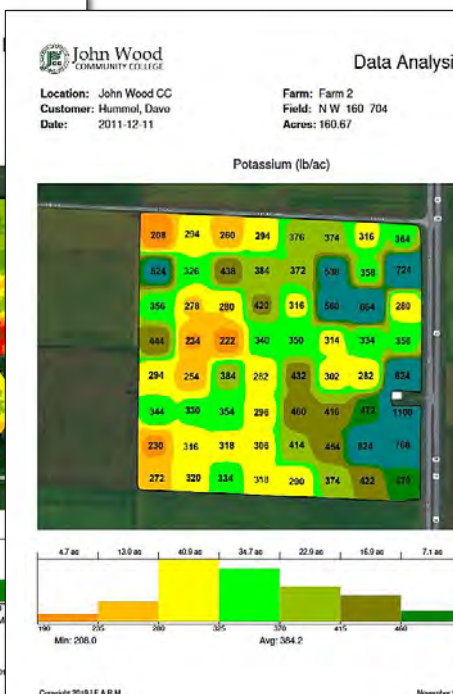 John Wood
COMMUNITY COLLEGE
Data Analysi
Location: John Wood CC
Customer: Hummel, Dave
Date: 2011-12-11
Farm: Farm 2
Field: N W 160 704
Acres: 160.67
Potassium (lb/ac)
208 294 260 294 376 374 316 364
524 326 438 384 372 538 358 724
356 278 280 420 316 560 664 280
444 234 222 340 350 314 334 356
294 254 384 282 432 302 282 624
344 330 354 296 460 416 472 1100
230 316 318 306 414 454 624 766
272 320 334 318 290 374 422 470
4.7 ac 13.0 ac 40.9 ac 34.7 ac 22.9 ac 16.9 ac 7.1 ac
190 235 280 325 370 415 460
Min: 208.0 Avg: 384.2